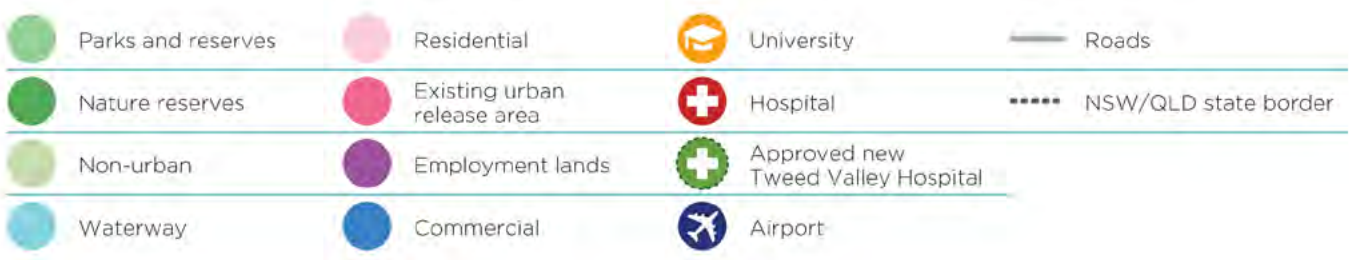 Parks and reserves
Residential
University
Roads
Nature reserves
Existing urban
release area
Hospital
NSW/QLD state border
Non-urban
Employment lands
Approved new
Tweed Valley Hospital
Waterway
Commercial
Airport